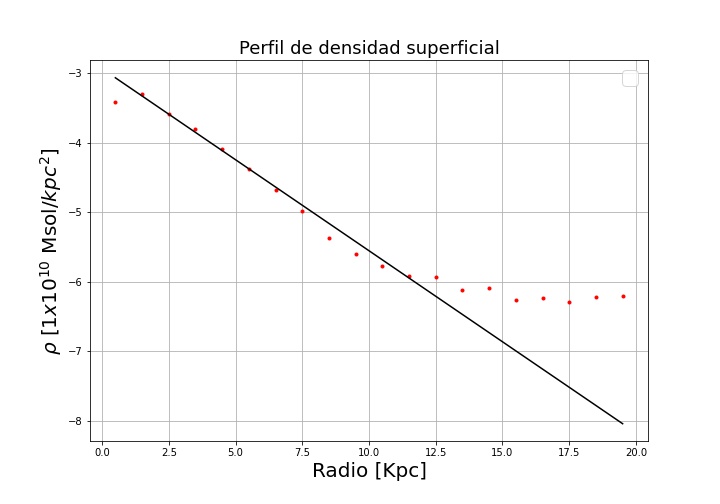 Perfil de densidad superficial
−3
−4
−5
−6
−7
−8
ρ [1x10¹⁰ Msol/kpc²]
0.0 2.5 5.0 7.5 10.0 12.5 15.0 17.5 20.0
Radio [Kpc]